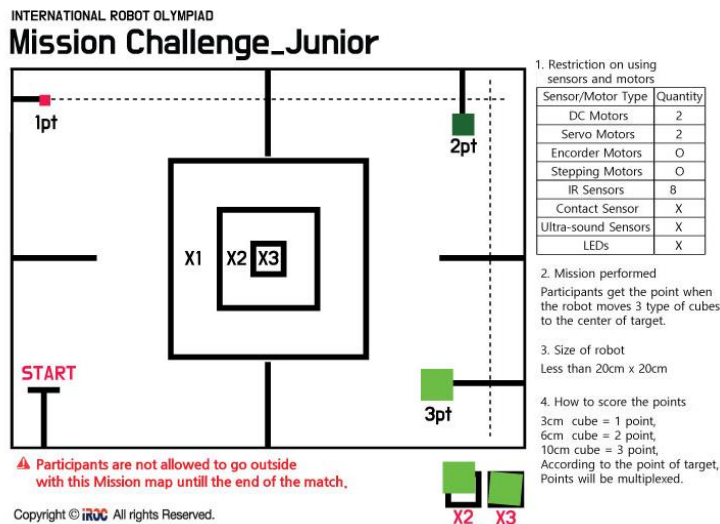 INTERNATIONAL ROBOT OLYMPIAD
Mission Challenge_Junior
1pt
2pt
X1
X2
X3
START
3pt
⚠ Participants are not allowed to go outside
with this Mission map untill the end of the match.
Copyright © iROC All rights Reserved.
X2
X3
1. Restriction on using
sensors and motors
Sensor/Motor Type Quantity
DC Motors 2
Servo Motors 2
Encorder Motors O
Stepping Motors O
IR Sensors 8
Contact Sensor X
Ultra-sound Sensors X
LEDs X
2. Mission performed
Participants get the point when
the robot moves 3 type of cubes
to the center of target.
3. Size of robot
Less than 20cm x 20cm
4. How to score the points
3cm cube = 1 point,
6cm cube = 2 point,
10cm cube = 3 point,
According to the point of target,
Points will be multiplexed.